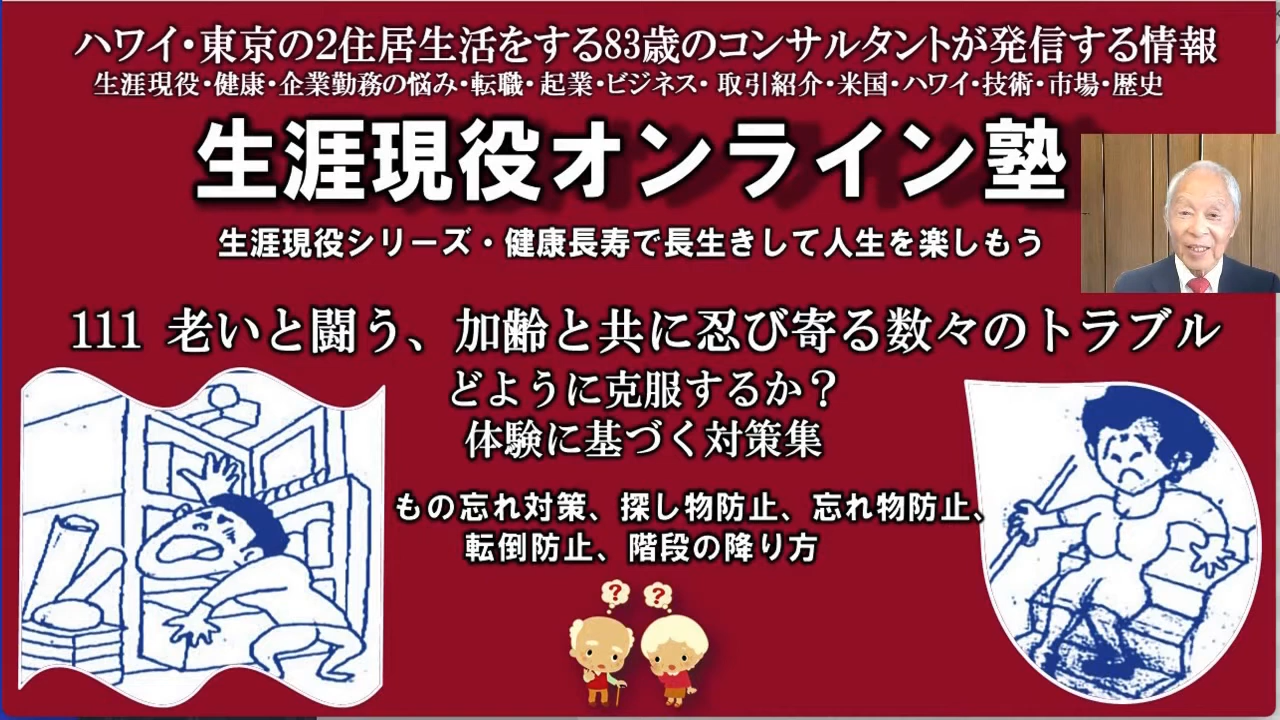 ハワイ・東京の2住居生活をする83歳のコンサルタントが発信する情報
生涯現役・健康・企業勤務の悩み・転職・起業・ビジネス・取引紹介・米国・ハワイ・技術・市場・歴史
生涯現役オンライン塾
生涯現役シリーズ・健康長寿で長生きして人生を楽しもう
111 老いと闘う、加齢と共に忍び寄る数々のトラブル
どのように克服するか？
体験に基づく対策集
もの忘れ対策、探し物防止、忘れ物防止、
転倒防止、階段の降り方
? ?